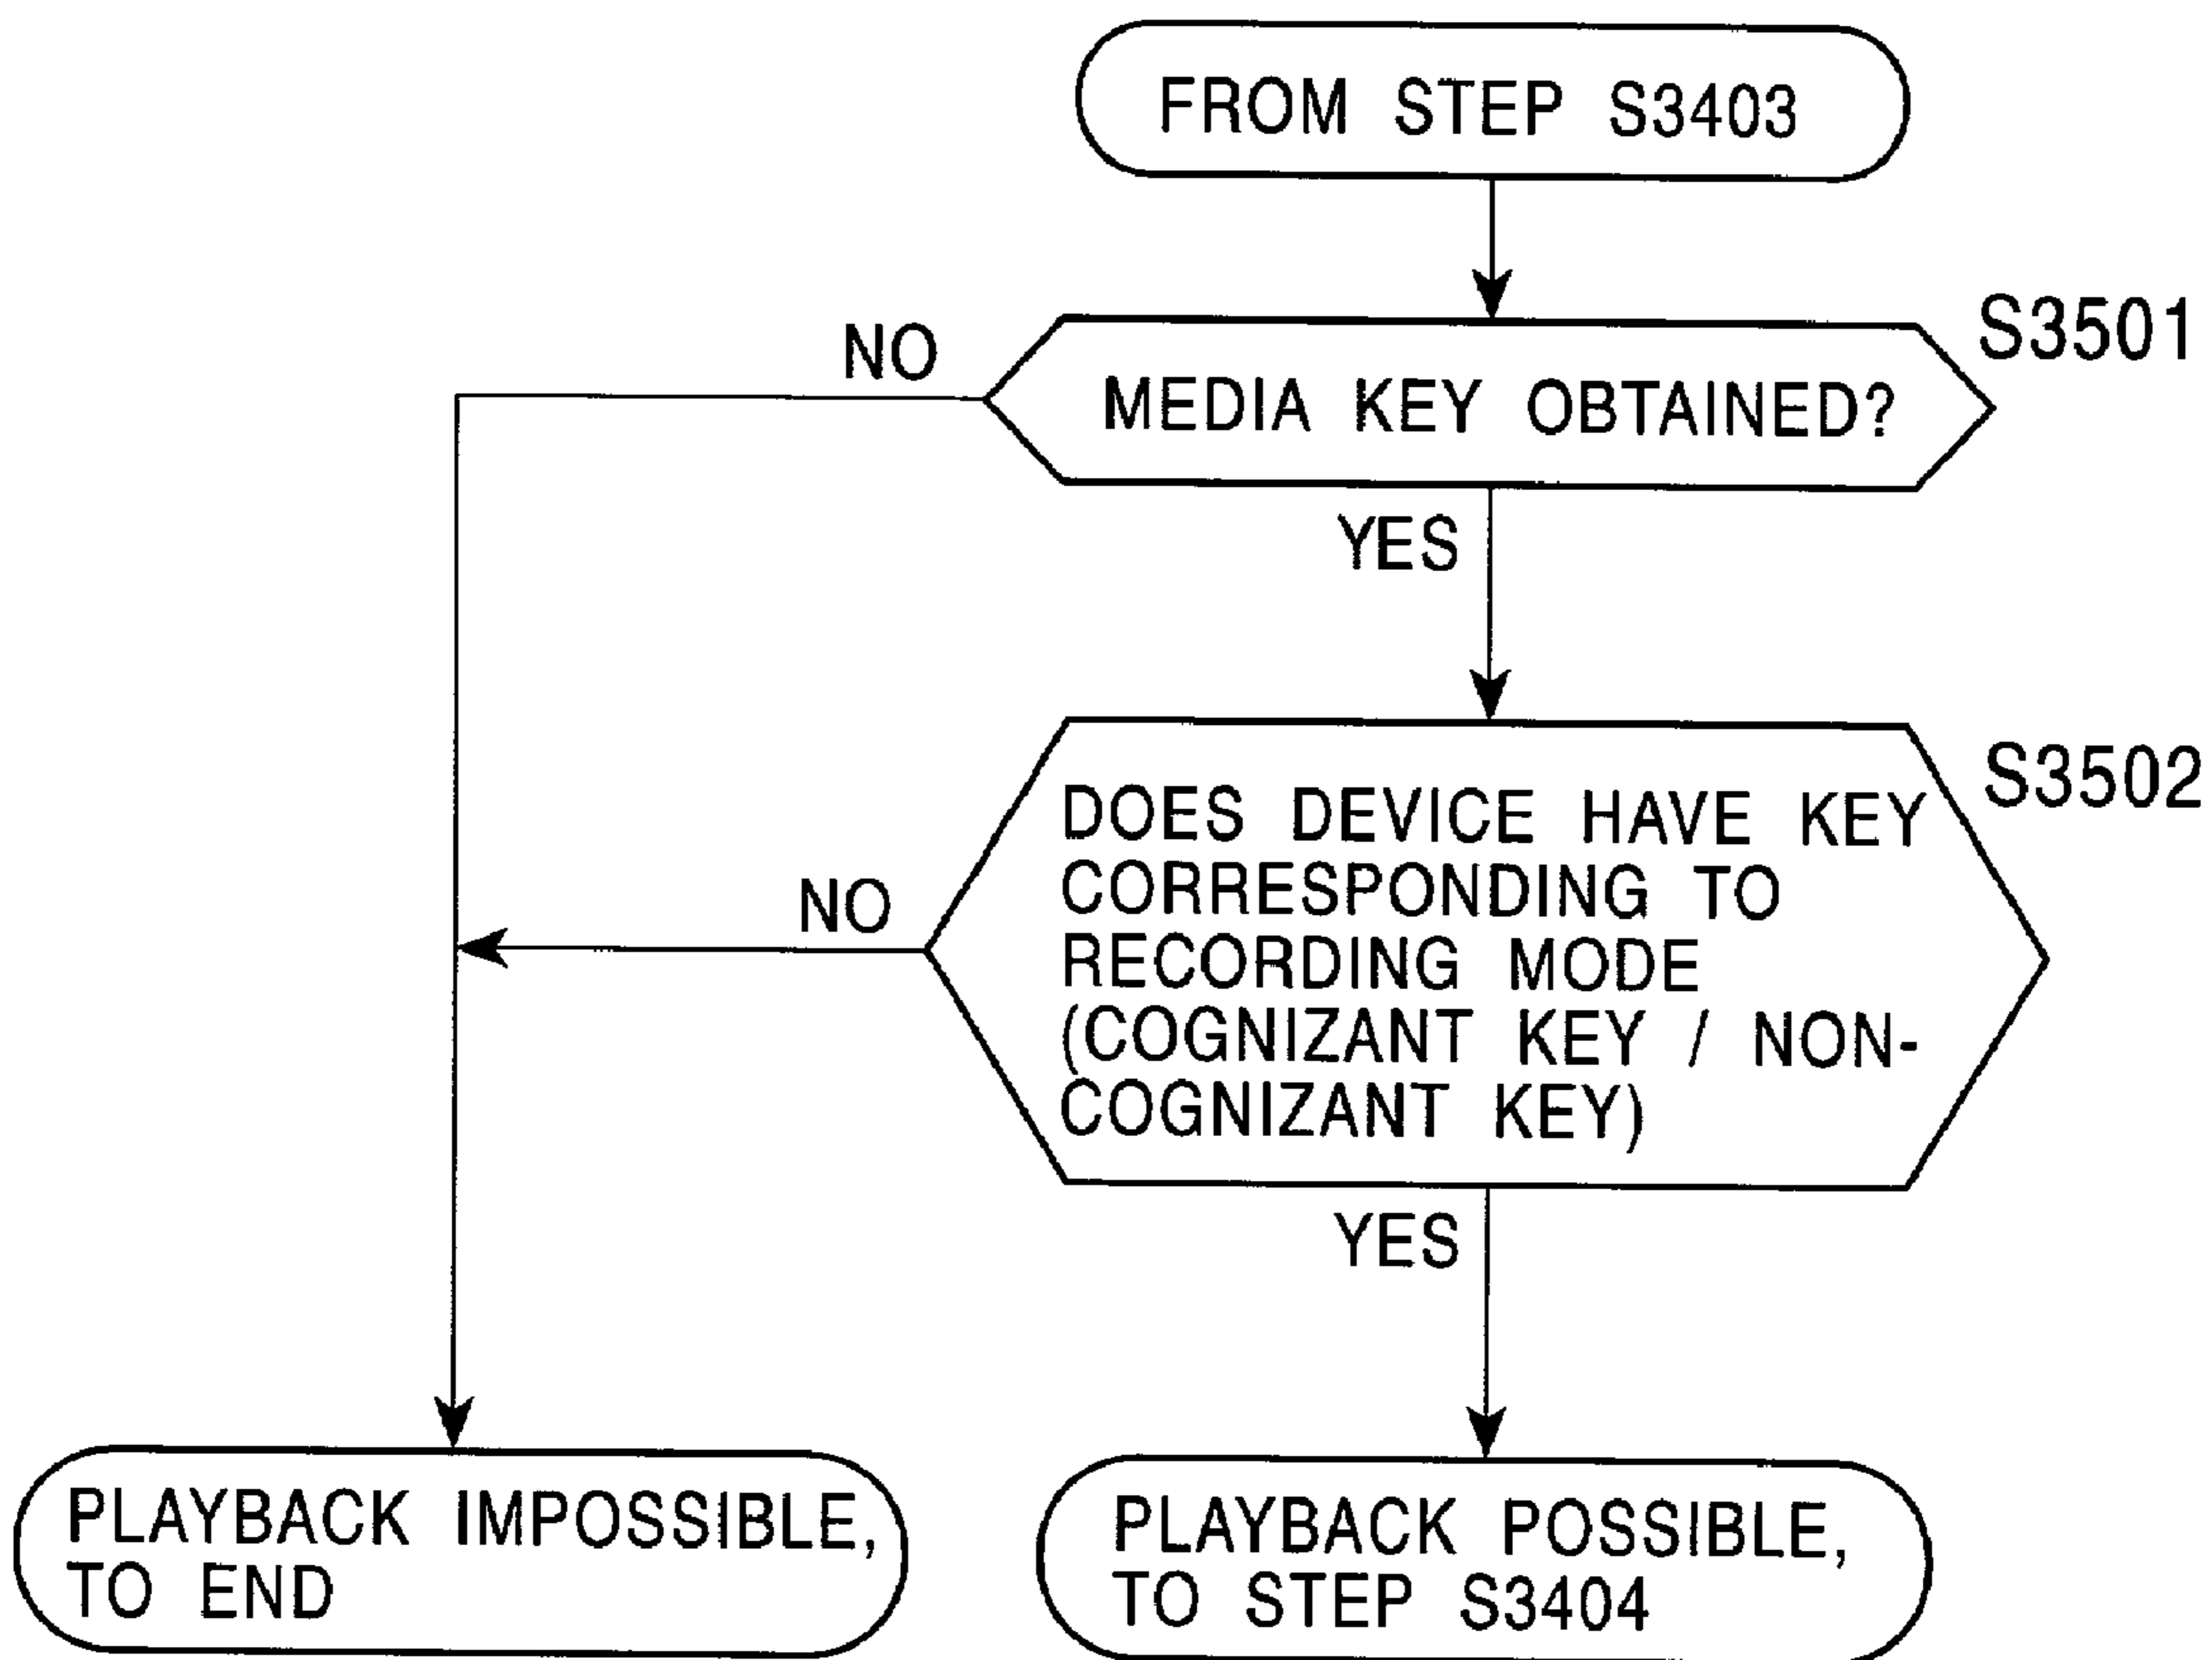 FROM STEP S3403
S3501
NO
MEDIA KEY OBTAINED?
YES
S3502
DOES DEVICE HAVE KEY
CORRESPONDING TO
NO
RECORDING MODE
(COGNIZANT KEY / NON-
COGNIZANT KEY)
YES
PLAYBACK IMPOSSIBLE,
TO END
PLAYBACK POSSIBLE,
TO STEP S3404